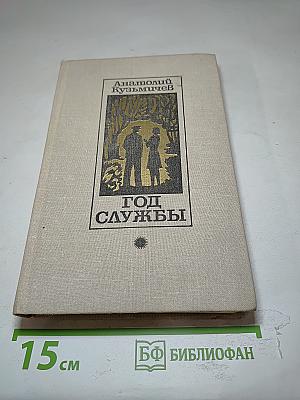 Анатолий
Кузьмичев
ГОД
СЛУЖБЫ
15 см
БФ БИБЛИОФАН